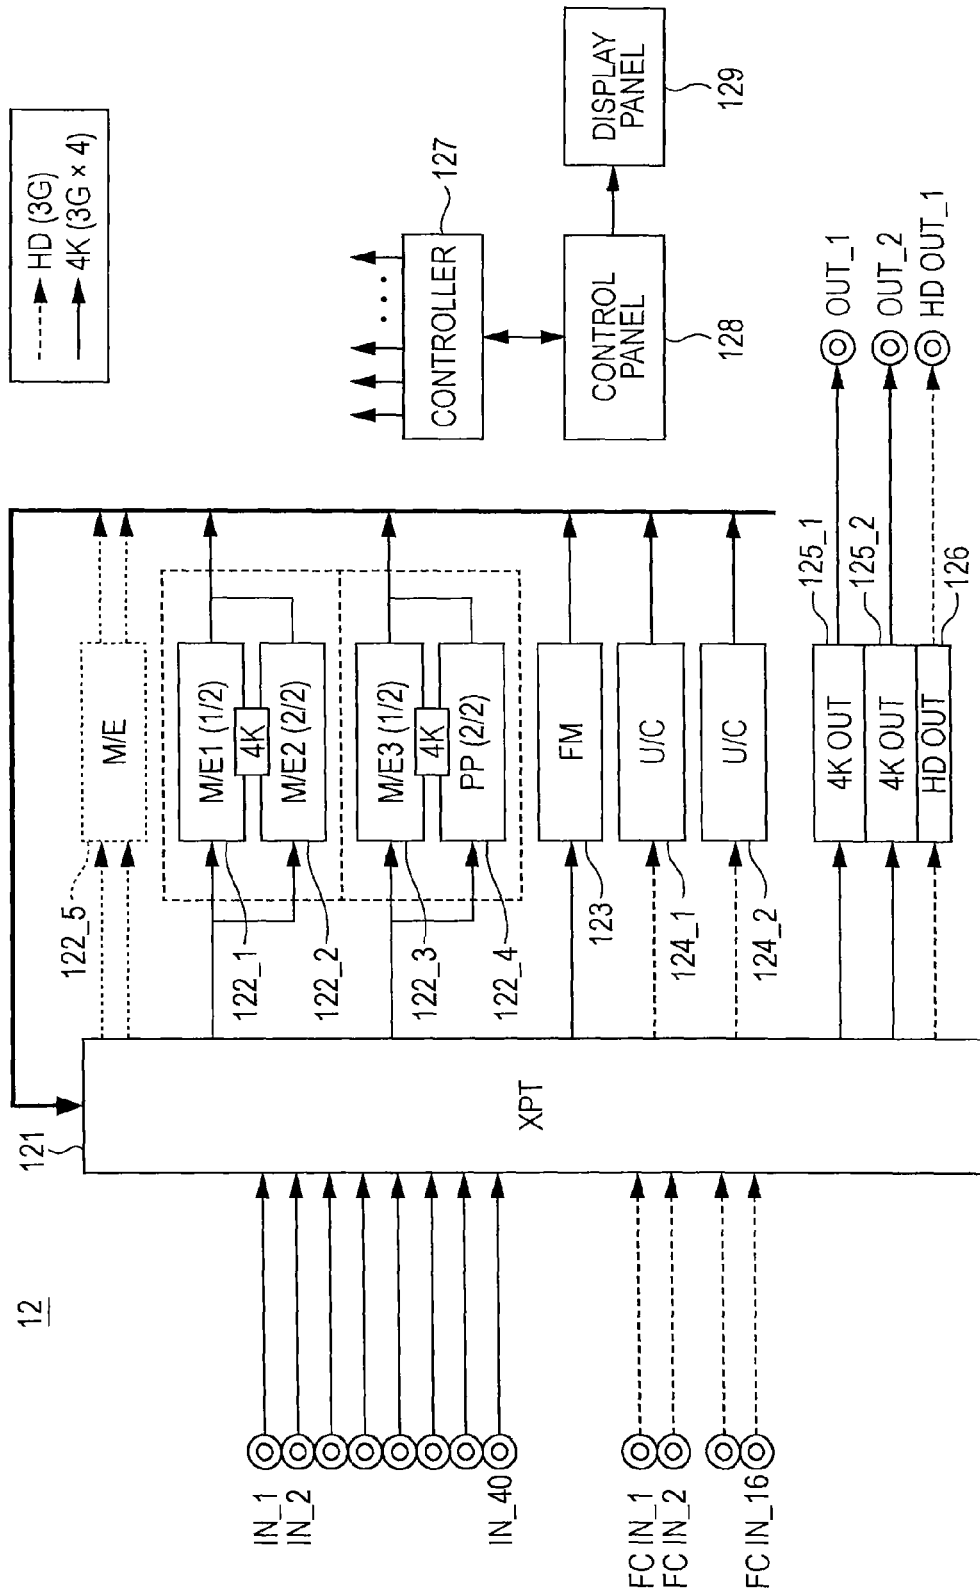 12
HD (3G)
4K (3G × 4)
IN_1
IN_2
IN_40
FC IN_1
FC IN_2
FC IN_16
121
XPT
122_5
M/E
M/E1 (1/2)
4K
M/E2 (2/2)
122_1
122_2
M/E3 (1/2)
4K
PP (2/2)
122_3
122_4
FM
123
U/C
124_1
U/C
124_2
4K OUT
125_1
4K OUT
125_2
HD OUT
126
OUT_1
OUT_2
HD OUT_1
CONTROLLER
127
CONTROL
PANEL
128
DISPLAY
PANEL
129